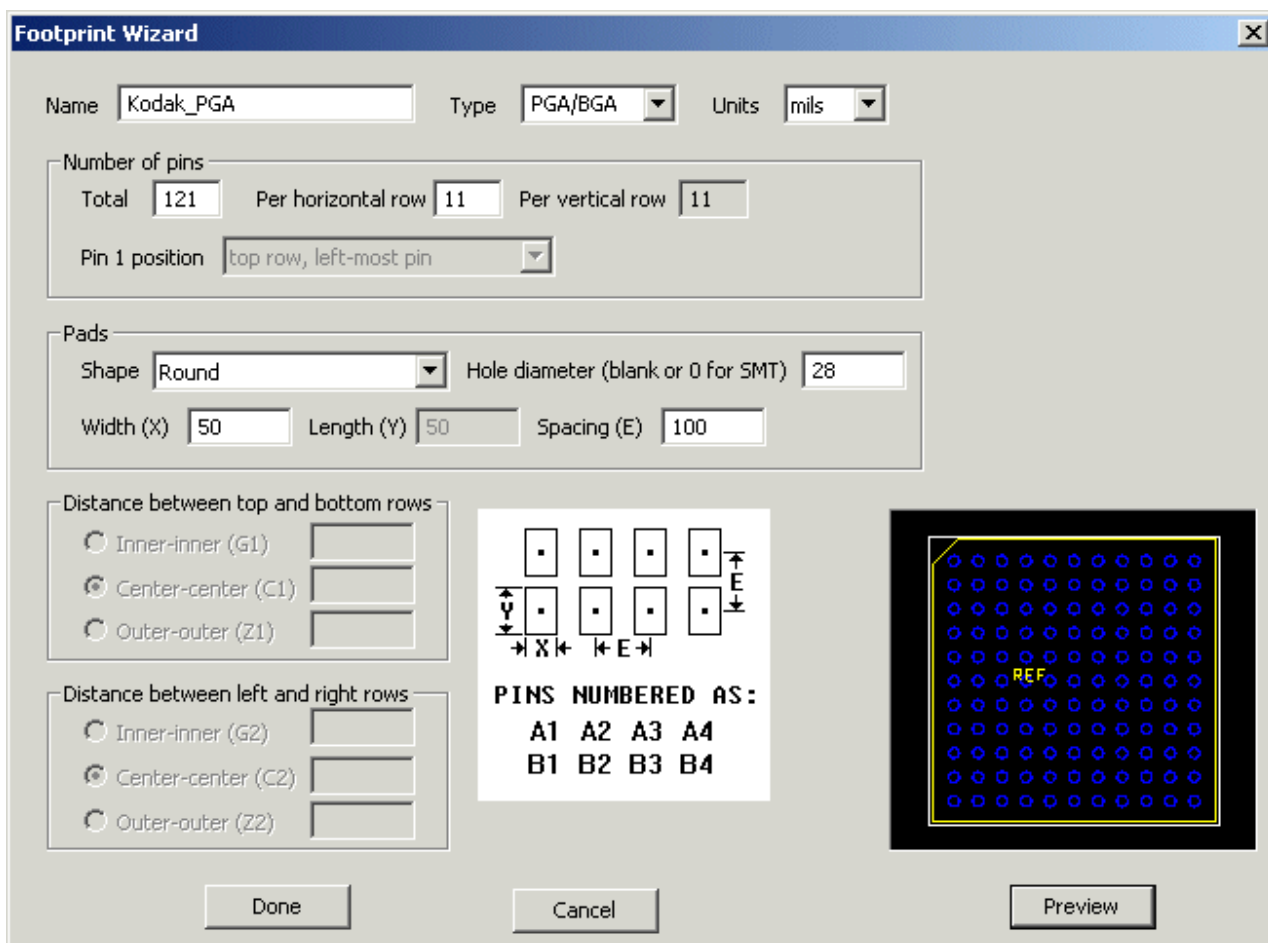 Footprint Wizard
Name Kodak_PGA Type PGA/BGA Units mils
Number of pins
Total 121 Per horizontal row 11 Per vertical row 11
Pin 1 position top row, left-most pin
Pads
Shape Round Hole diameter (blank or 0 for SMT) 28
Width (X) 50 Length (Y) 50 Spacing (E) 100
Distance between top and bottom rows
Inner-inner (G1)
Center-center (C1)
Outer-outer (Z1)
Distance between left and right rows
Inner-inner (G2)
Center-center (C2)
Outer-outer (Z2)
E
Y
X E
PINS NUMBERED AS:
A1 A2 A3 A4
B1 B2 B3 B4
REF
Done Cancel Preview